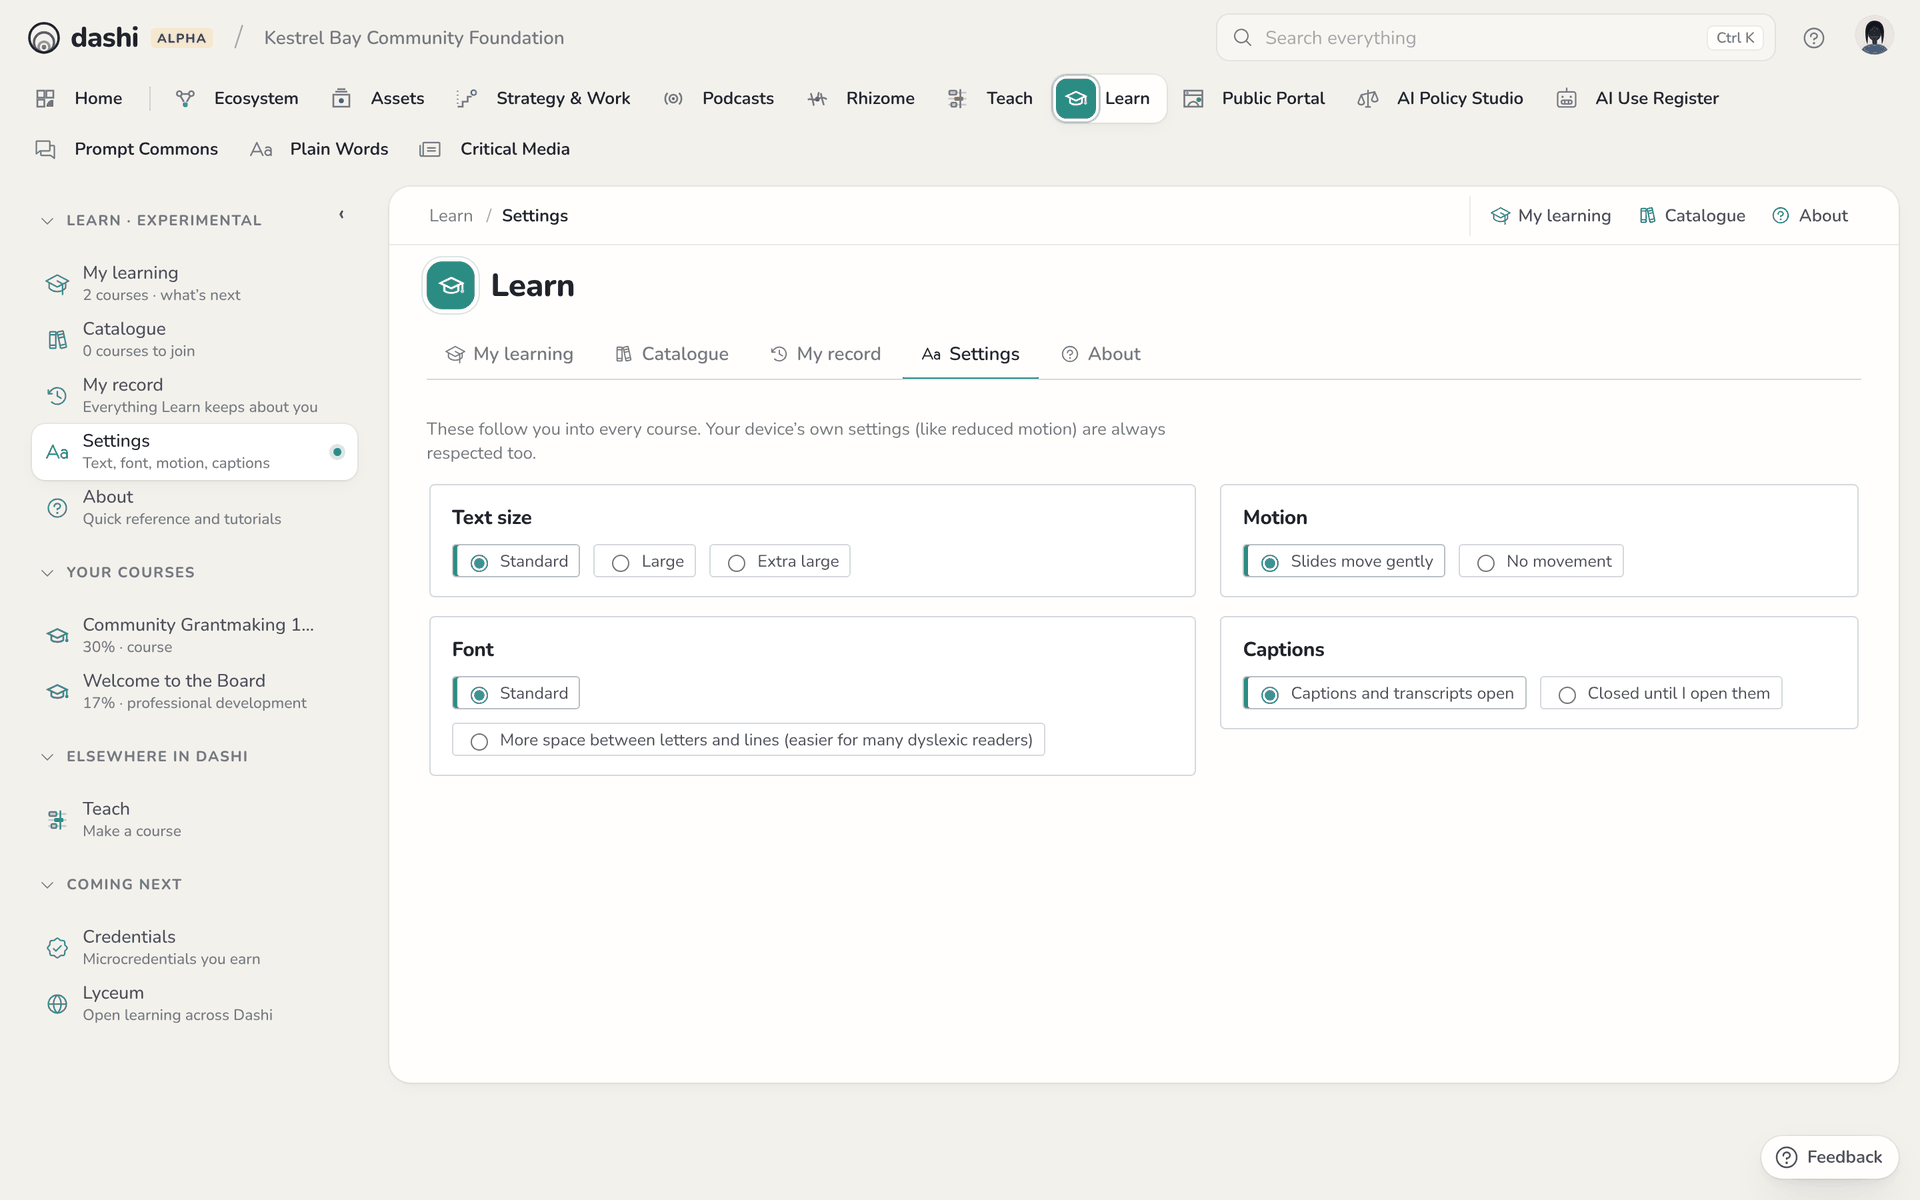 dashi ALPHA / Kestrel Bay Community Foundation
Search everything Ctrl K
Home Ecosystem Assets Strategy & Work Podcasts Rhizome Teach Learn Public Portal AI Policy Studio AI Use Register
Prompt Commons Aa Plain Words Critical Media
LEARN · EXPERIMENTAL
My learning
2 courses · what's next
Catalogue
0 courses to join
My record
Everything Learn keeps about you
Aa Settings
Text, font, motion, captions
About
Quick reference and tutorials
YOUR COURSES
Community Grantmaking 1...
30% · course
Welcome to the Board
17% · professional development
ELSEWHERE IN DASHI
Teach
Make a course
COMING NEXT
Credentials
Microcredentials you earn
Lyceum
Open learning across Dashi
Learn / Settings
My learning Catalogue About
Learn
My learning Catalogue My record Aa Settings About
These follow you into every course. Your device's own settings (like reduced motion) are always
respected too.
Text size
Standard Large Extra large
Motion
Slides move gently No movement
Font
Standard
More space between letters and lines (easier for many dyslexic readers)
Captions
Captions and transcripts open Closed until I open them
Feedback